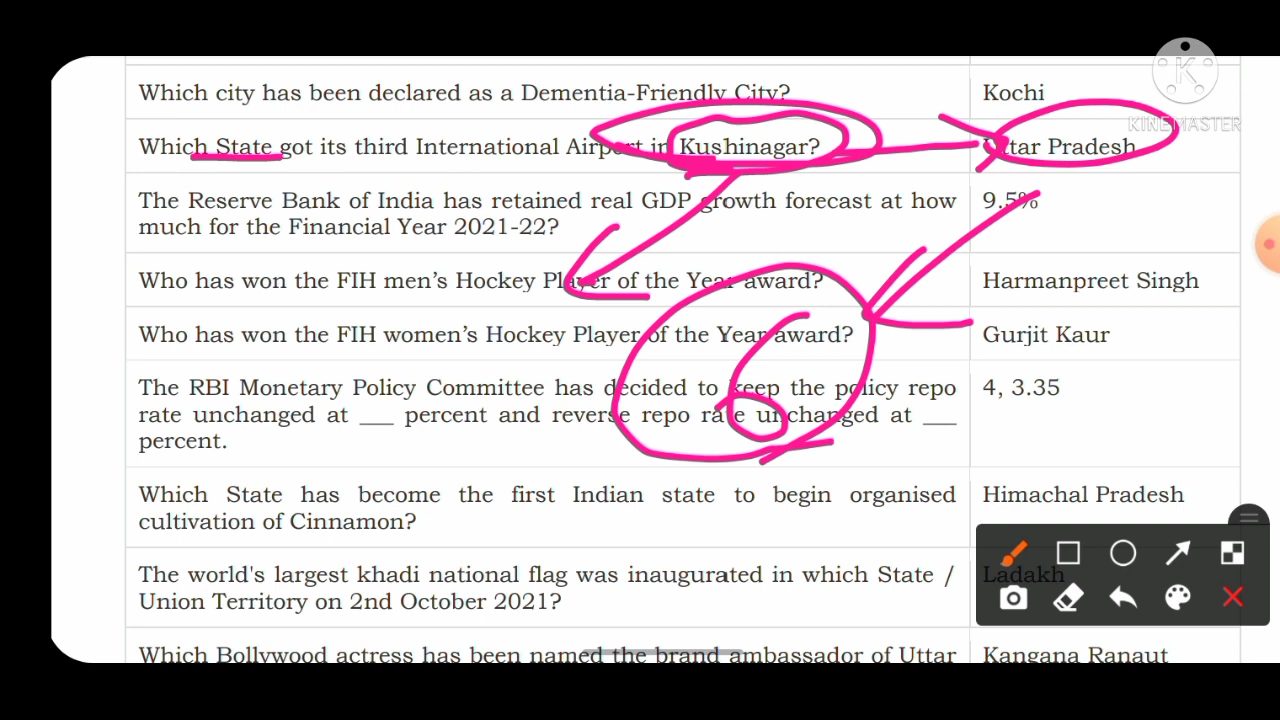 Which city has been declared as a Dementia-Friendly City? Kochi
KINEMASTER
Which State got its third International Airport in Kushinagar? Uttar Pradesh
The Reserve Bank of India has retained real GDP growth forecast at how 9.5%
much for the Financial Year 2021-22?
Who has won the FIH men's Hockey Player of the Year award? Harmanpreet Singh
Who has won the FIH women's Hockey Player of the Year award? Gurjit Kaur
The RBI Monetary Policy Committee has decided to keep the policy repo 4, 3.35
rate unchanged at ___ percent and reverse repo rate unchanged at ___
percent.
Which State has become the first Indian state to begin organised Himachal Pradesh
cultivation of Cinnamon?
The world's largest khadi national flag was inaugurated in which State / Ladakh
Union Territory on 2nd October 2021?
Which Bollywood actress has been named the brand ambassador of Uttar Kangana Ranaut